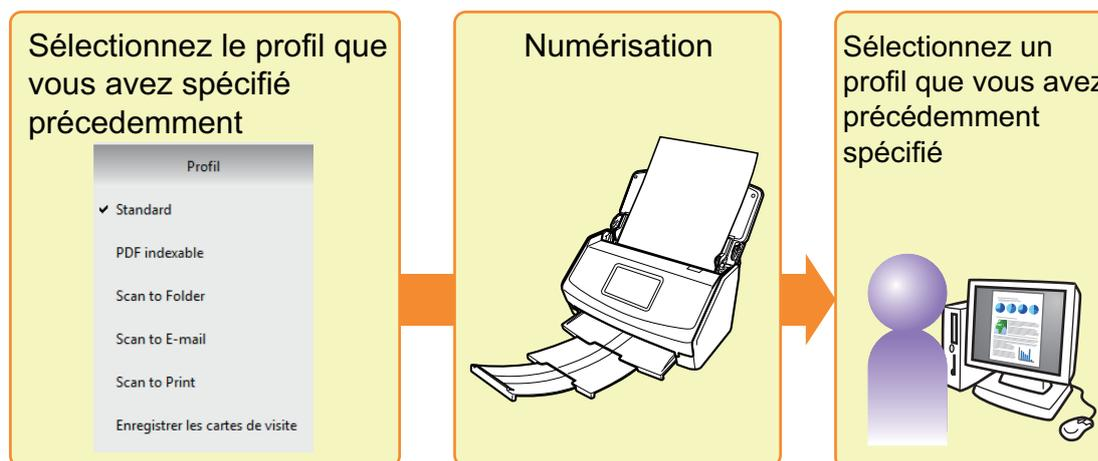 Sélectionnez le profil que
vous avez spécifié
précedemment
Profil
Standard
PDF indexable
Scan to Folder
Scan to E-mail
Scan to Print
Enregistrer les cartes de visite
Numérisation
Sélectionnez un
profil que vous avez
précédemment
spécifié